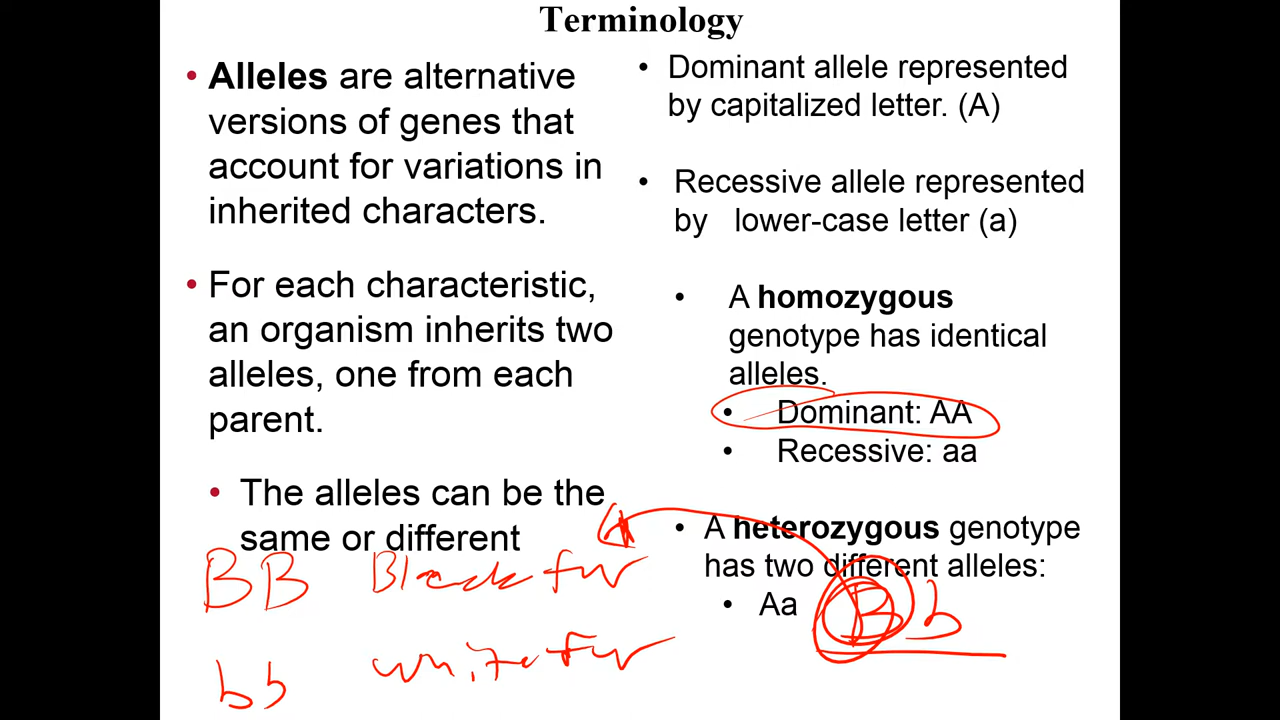 Terminology
• Alleles are alternative
versions of genes that
account for variations in
inherited characters.
• For each characteristic,
an organism inherits two
alleles, one from each
parent.
• The alleles can be the
same or different
BB Black fur
bb white fur
• Dominant allele represented
by capitalized letter. (A)
• Recessive allele represented
by lower-case letter (a)
• A homozygous
genotype has identical
alleles.
• Dominant: AA
• Recessive: aa
• A heterozygous genotype
has two different alleles:
• Aa Bb